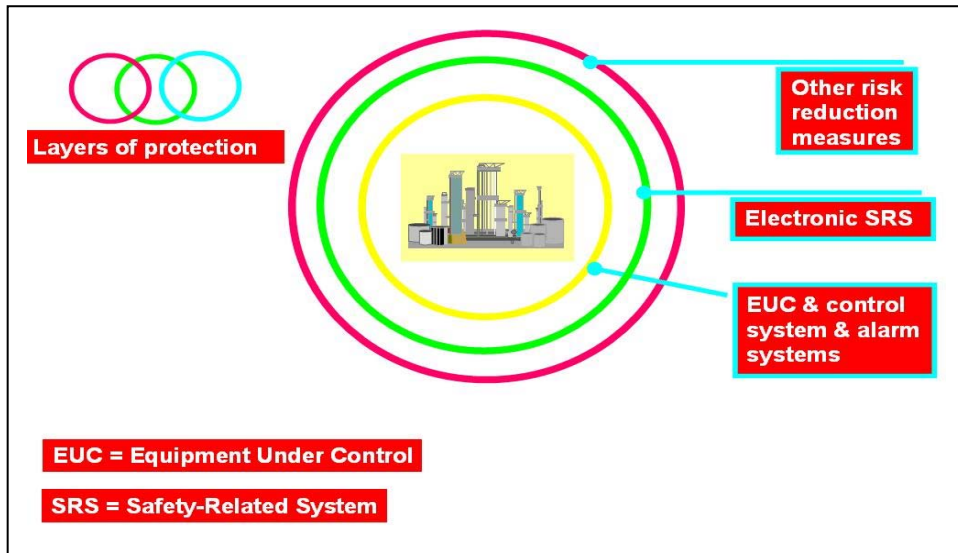 Layers of protection
Other risk
reduction
measures
Electronic SRS
EUC & control
system & alarm
systems
EUC = Equipment Under Control
SRS = Safety-Related System